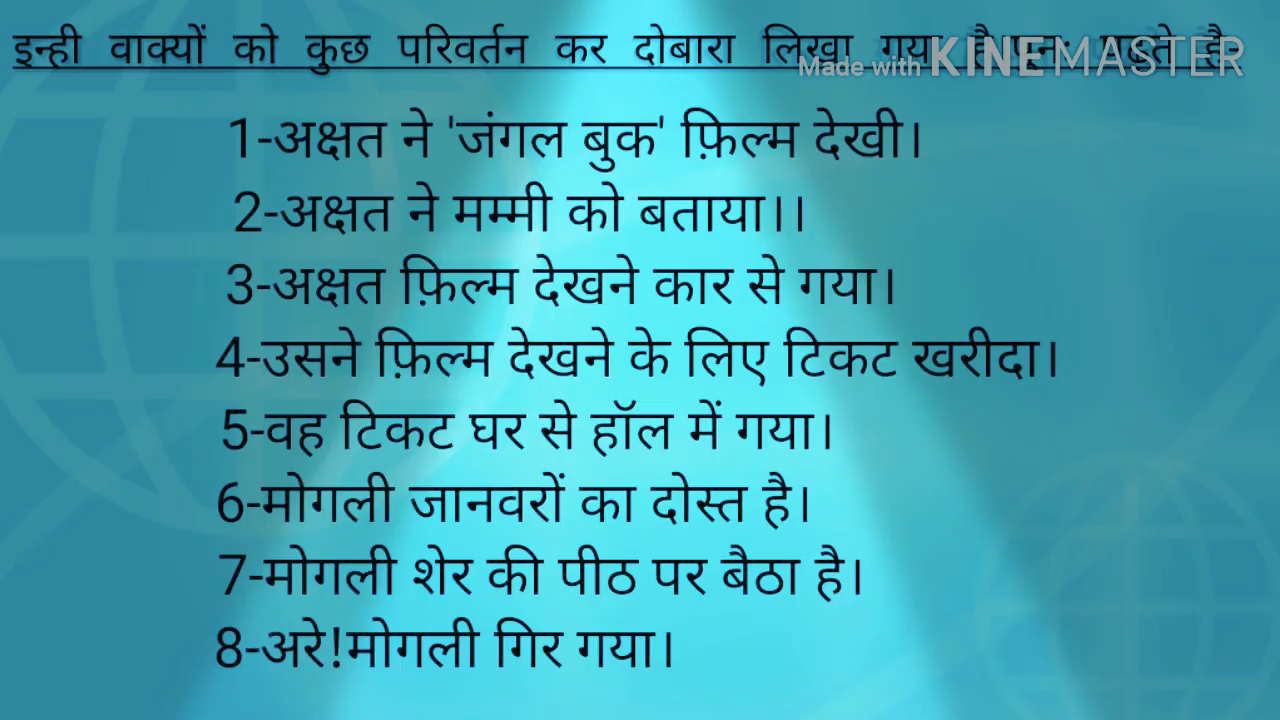 इन्ही वाक्यों को कुछ परिवर्तन कर दोबारा लिखा गया है
Made with KINEMASTER
1-अक्षत ने 'जंगल बुक' फ़िल्म देखी।
2-अक्षत ने मम्मी को बताया।।
3-अक्षत फ़िल्म देखने कार से गया।
4-उसने फ़िल्म देखने के लिए टिकट खरीदा।
5-वह टिकट घर से हॉल में गया।
6-मोगली जानवरों का दोस्त है।
7-मोगली शेर की पीठ पर बैठा है।
8-अरे!मोगली गिर गया।